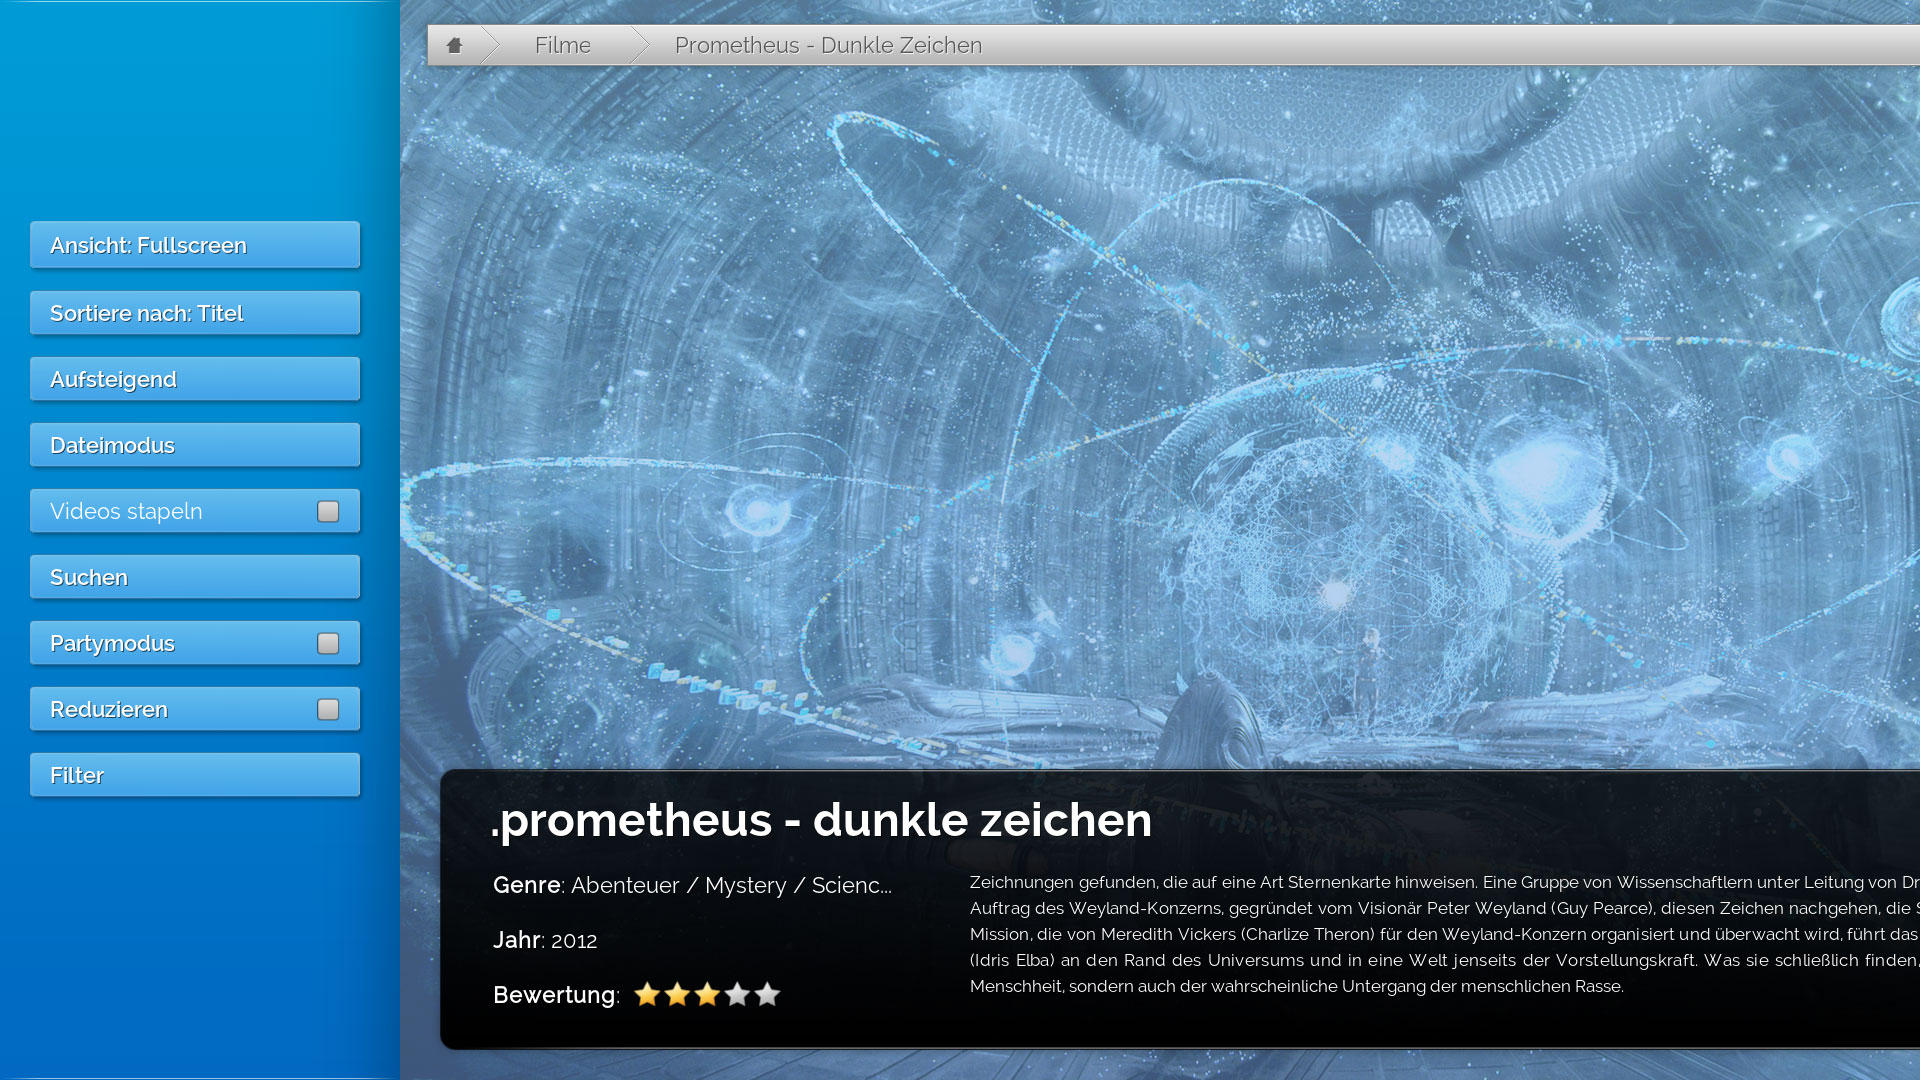 Filme
Prometheus - Dunkle Zeichen
Ansicht: Fullscreen
Sortiere nach: Titel
Aufsteigend
Dateimodus
Videos stapeln
Suchen
Partymodus
Reduzieren
Filter
.prometheus - dunkle zeichen
Genre: Abenteuer / Mystery / Scienc...
Jahr: 2012
Bewertung:
Zeichnungen gefunden, die auf eine Art Sternenkarte hinweisen. Eine Gruppe von Wissenschaftlern unter Leitung von Dr
Auftrag des Weyland-Konzerns, gegründet vom Visionär Peter Weyland (Guy Pearce), diesen Zeichen nachgehen, die S
Mission, die von Meredith Vickers (Charlize Theron) für den Weyland-Konzern organisiert und überwacht wird, führt das
(Idris Elba) an den Rand des Universums und in eine Welt jenseits der Vorstellungskraft. Was sie schließlich finden,
Menschheit, sondern auch der wahrscheinliche Untergang der menschlichen Rasse.